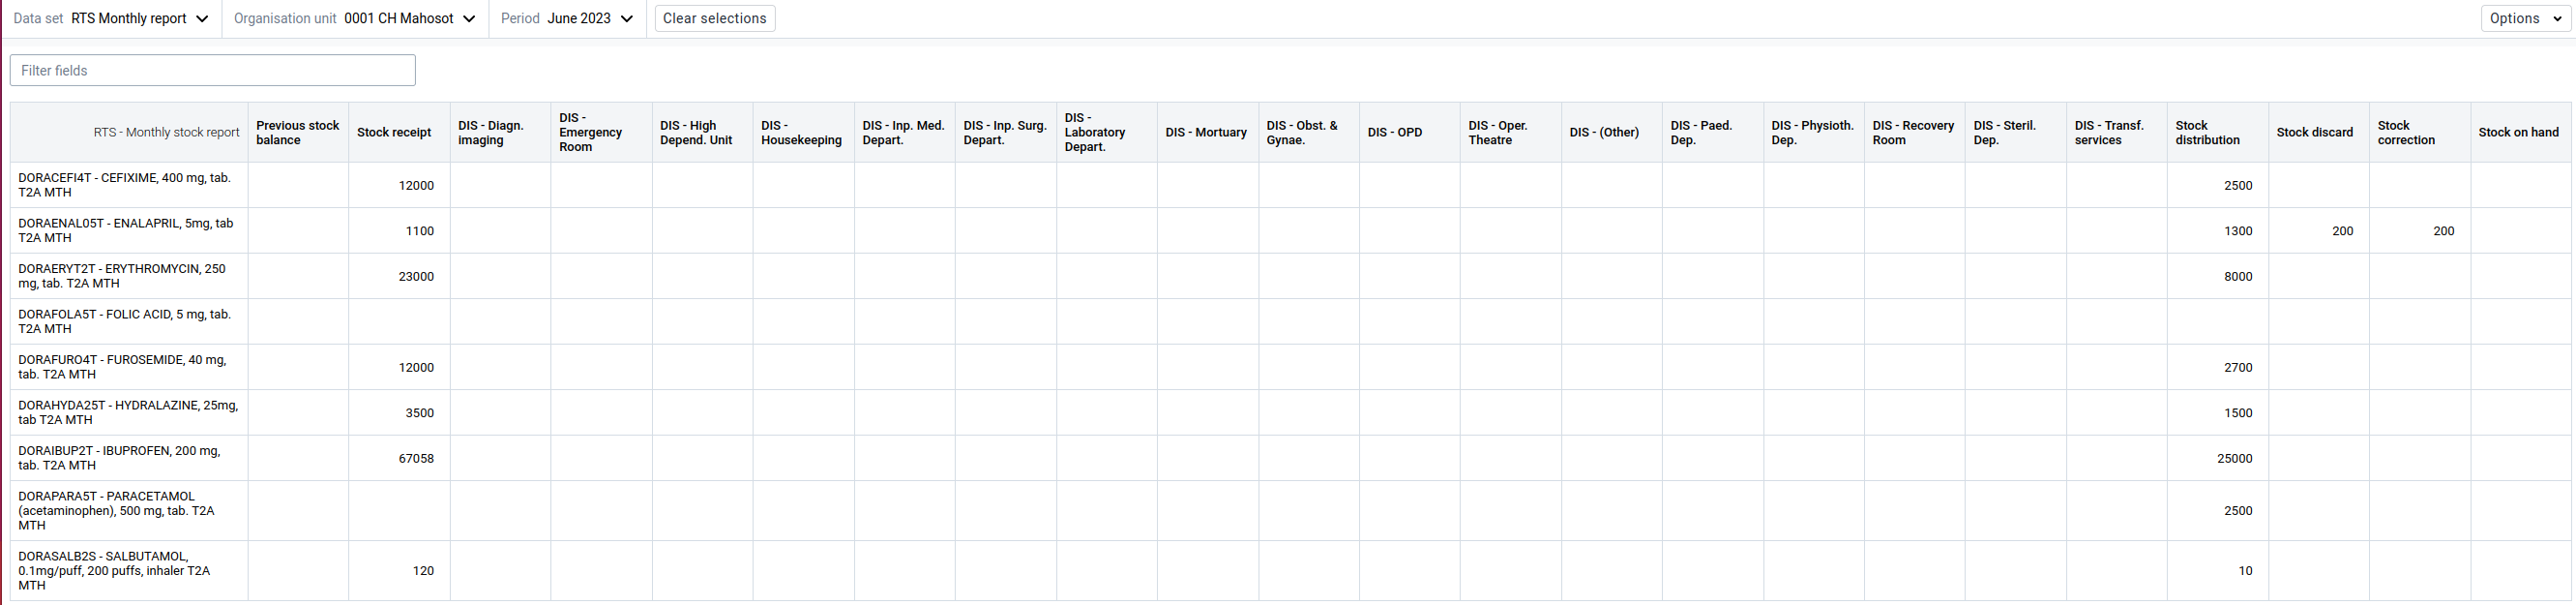 Data set RTS Monthly report Organisation unit 0001 CH Mahosot Period June 2023 Clear selections Options
Filter fields
RTS - Monthly stock report
Previous stock
balance
Stock receipt
DIS - Diagn.
imaging
DIS -
Emergency
Room
DIS - High
Depend. Unit
DIS -
Housekeeping
DIS - Inp. Med.
Depart.
DIS - Inp. Surg.
Depart.
DIS -
Laboratory
Depart.
DIS - Mortuary
DIS - Obst. &
Gynae.
DIS - OPD
DIS - Oper.
Theatre
DIS - (Other)
DIS - Paed.
Dep.
DIS - Physioth.
Dep.
DIS - Recovery
Room
DIS - Steril.
Dep.
DIS - Transf.
services
Stock
distribution
Stock discard
Stock
correction
Stock on hand
DORACEFI4T - CEFIXIME, 400 mg, tab.
T2A MTH
12000 2500
DORAENAL05T - ENALAPRIL, 5mg, tab
T2A MTH
1100 1300 200 200
DORAERYT2T - ERYTHROMYCIN, 250
mg, tab. T2A MTH
23000 8000
DORAFOLA5T - FOLIC ACID, 5 mg, tab.
T2A MTH
DORAFURO4T - FUROSEMIDE, 40 mg,
tab. T2A MTH
12000 2700
DORAHYDA25T - HYDRALAZINE, 25mg,
tab T2A MTH
3500 1500
DORAIBUP2T - IBUPROFEN, 200 mg,
tab. T2A MTH
67058 25000
DORAPARA5T - PARACETAMOL
(acetaminophen), 500 mg, tab. T2A
MTH
2500
DORASALB2S - SALBUTAMOL,
0.1mg/puff, 200 puffs, inhaler T2A
MTH
120 10